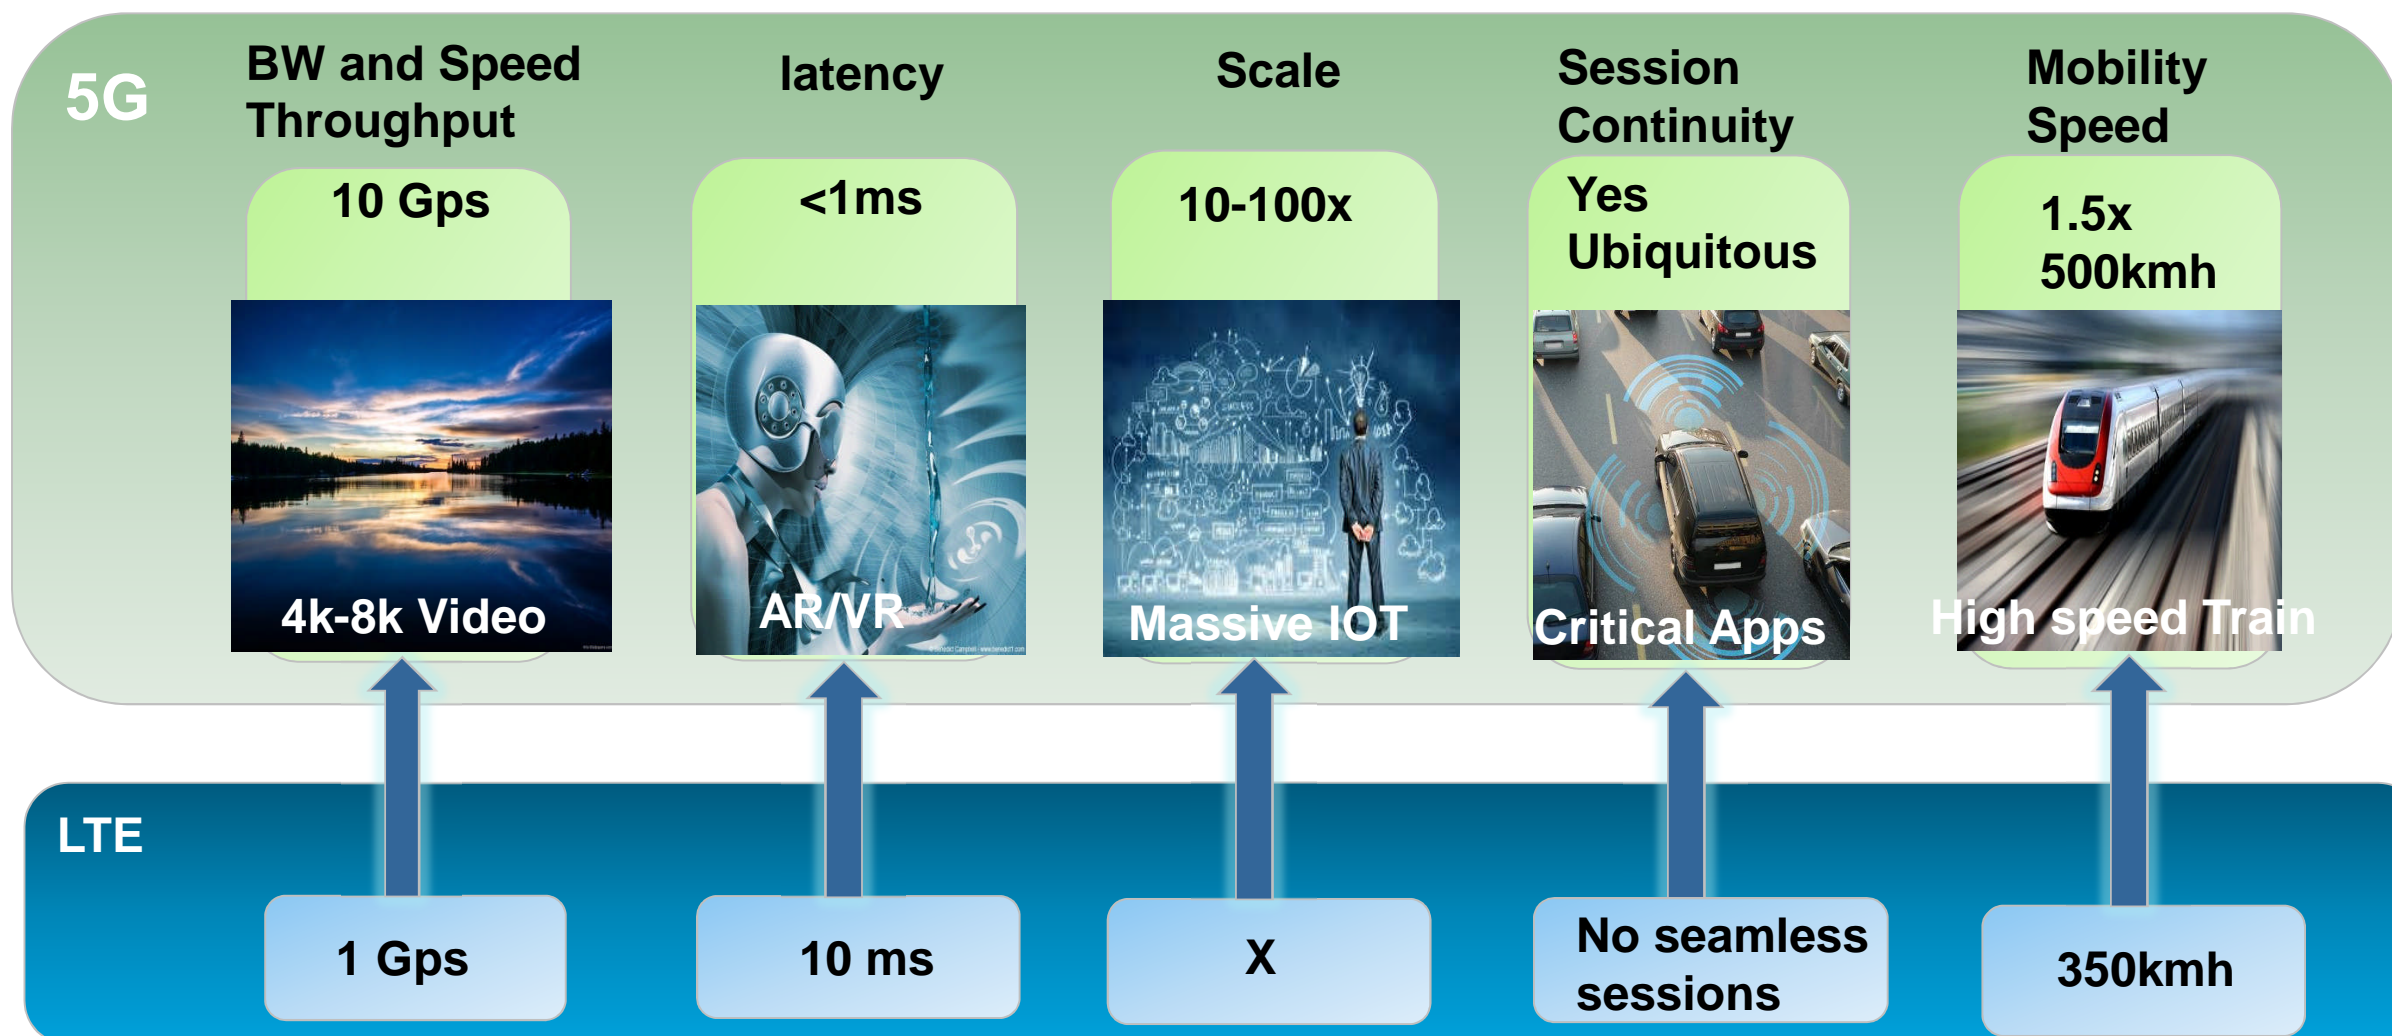 5G
BW and Speed
Throughput
latency
Scale
Session
Continuity
Mobility
Speed
10 Gps
<1ms
10-100x
Yes
Ubiquitous
1.5x
500kmh
4k-8k Video
AR/VR
Massive IOT
Critical Apps
High speed Train
LTE
1 Gps
10 ms
X
No seamless
sessions
350kmh